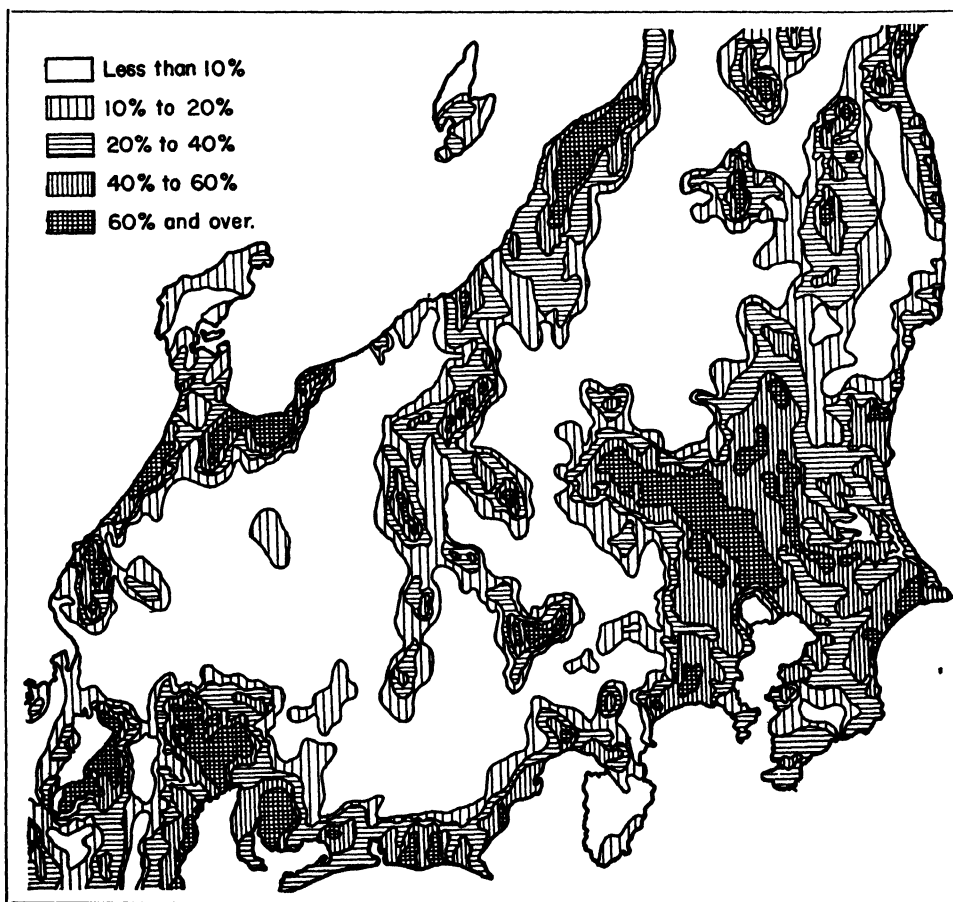 Less than 10%
10% to 20%
20% to 40%
40% to 60%
60% and over.